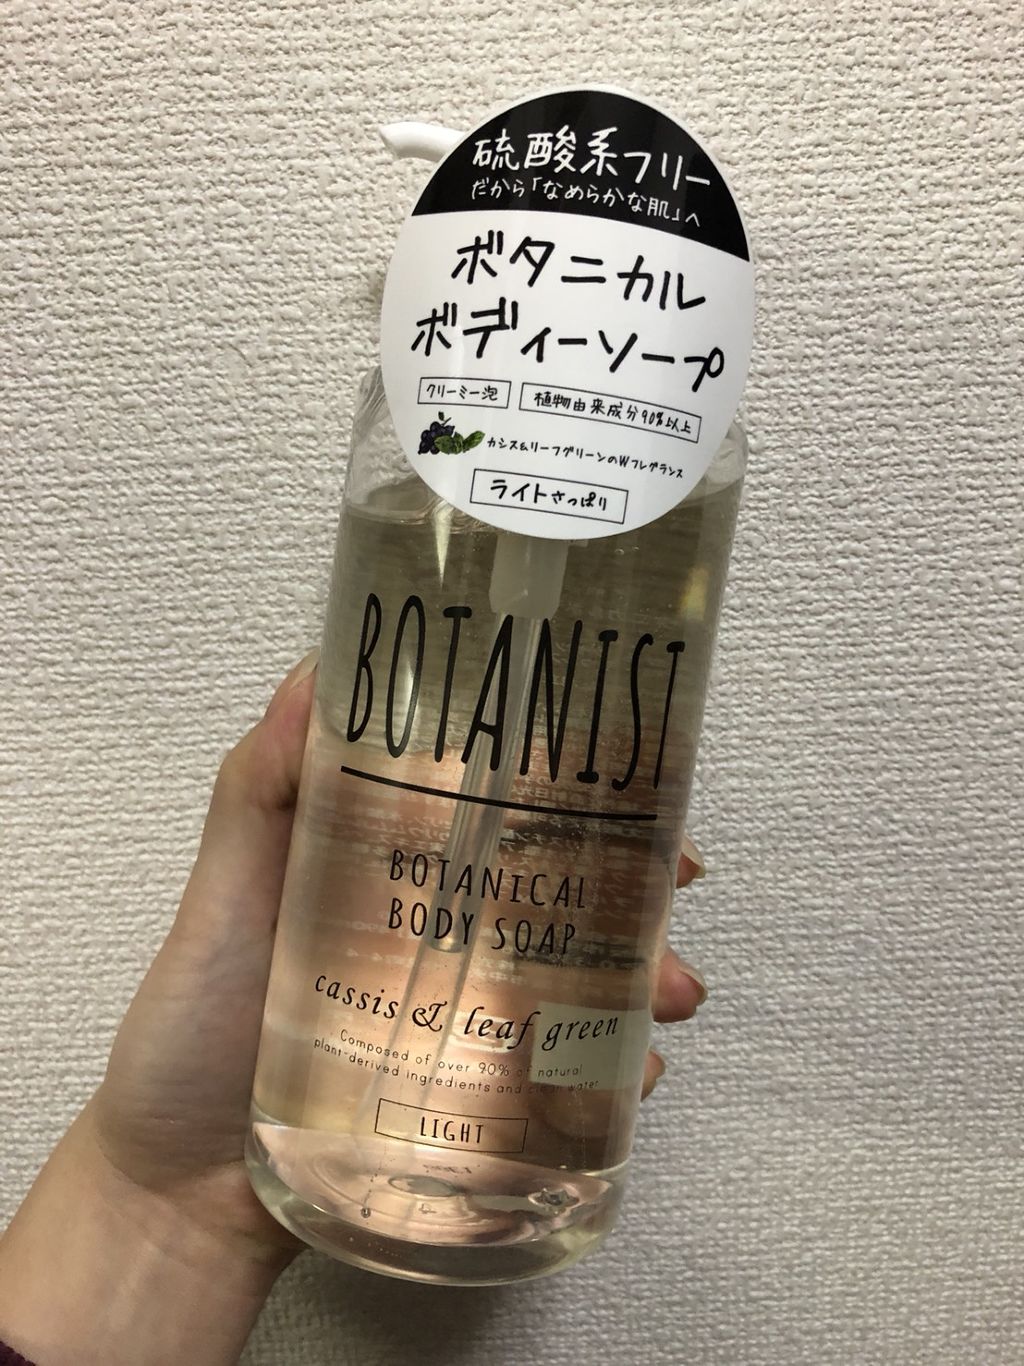 硫酸系フリー
だから「なめらかな肌」へ
ボタニカル
ボディーソープ
クリーミー泡 植物由来成分90%以上
カシス&リーフグリーンのWフレグランス
ライトさっぱり
BOTANIST
BOTANICAL
BODY SOAP
cassis & leaf green
Composed of over 90% of natural
plant-derived ingredients and clean water
LIGHT